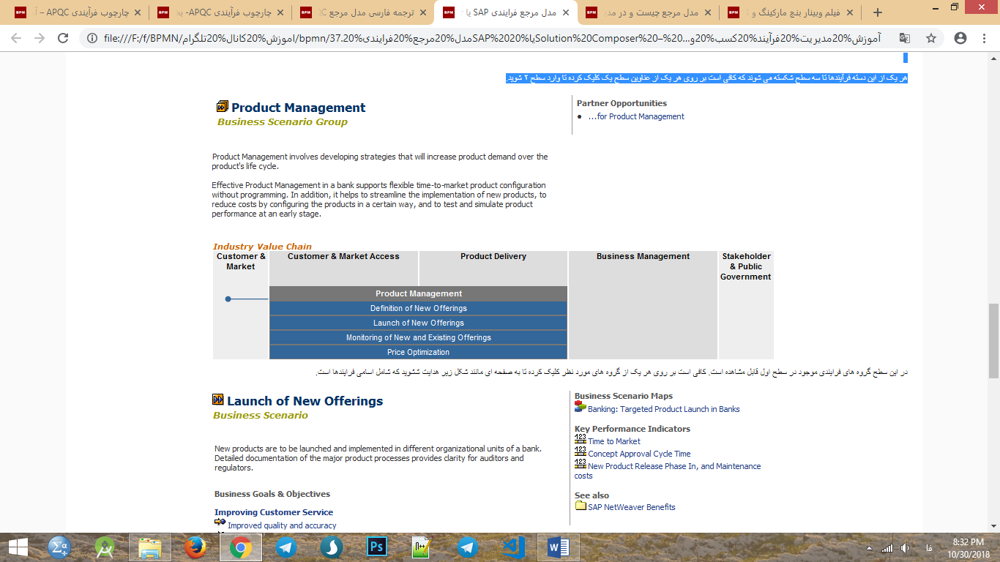 چارچوب فرآیندی APQC – آ
چارچوب فرآیندی APQC- بخ
ترجمه فارسی مدل مرجع
مدل مرجع فرایندی SAP یا
مدل مرجع چیست و در مدی
فیلم وبینار بنچ مارکینگ و
file:///F:/f/BPMN/اموزش%20کانال%20تلگرام/bpmn/37.%20مدل%20مرجع%20فرایندی%20SAP%20یا%20Solution%20Composer%20–%20...آموزش%20مدیریت%20فرآیند%20کسب%20و
هر یک از این دسته فرآیندها تا سه سطح شکسته می شوند که کافی است بر روی هر یک از عناوین سطح یک کلیک کرده تا وارد سطح ۲ شوید.
Product Management
Business Scenario Group
Partner Opportunities
...for Product Management
Product Management involves developing strategies that will increase product demand over the
product's life cycle.
Effective Product Management in a bank supports flexible time-to-market product configuration
without programming. In addition, it helps to streamline the implementation of new products, to
reduce costs by configuring the products in a certain way, and to test and simulate product
performance at an early stage.
Industry Value Chain
Customer & Market
Customer & Market Access
Product Delivery
Business Management
Stakeholder & Public Government
Product Management
Definition of New Offerings
Launch of New Offerings
Monitoring of New and Existing Offerings
Price Optimization
در این سطح گروه های فرایندی موجود در سطح اول قابل مشاهده است. کافی است بر روی هر یک از گروه های مورد نظر کلیک کرده تا به صفحه ای مانند شکل زیر هدایت ششوید که شامل اسامی فرایندها است.
Launch of New Offerings
Business Scenario
New products are to be launched and implemented in different organizational units of a bank.
Detailed documentation of the major product processes provides clarity for auditors and
regulators.
Business Goals & Objectives
Improving Customer Service
Improved quality and accuracy
Business Scenario Maps
Banking: Targeted Product Launch in Banks
Key Performance Indicators
123 Time to Market
123 Concept Approval Cycle Time
123 New Product Release Phase In, and Maintenance
costs
See also
SAP NetWeaver Benefits
فا
8:32 PM
10/30/2018